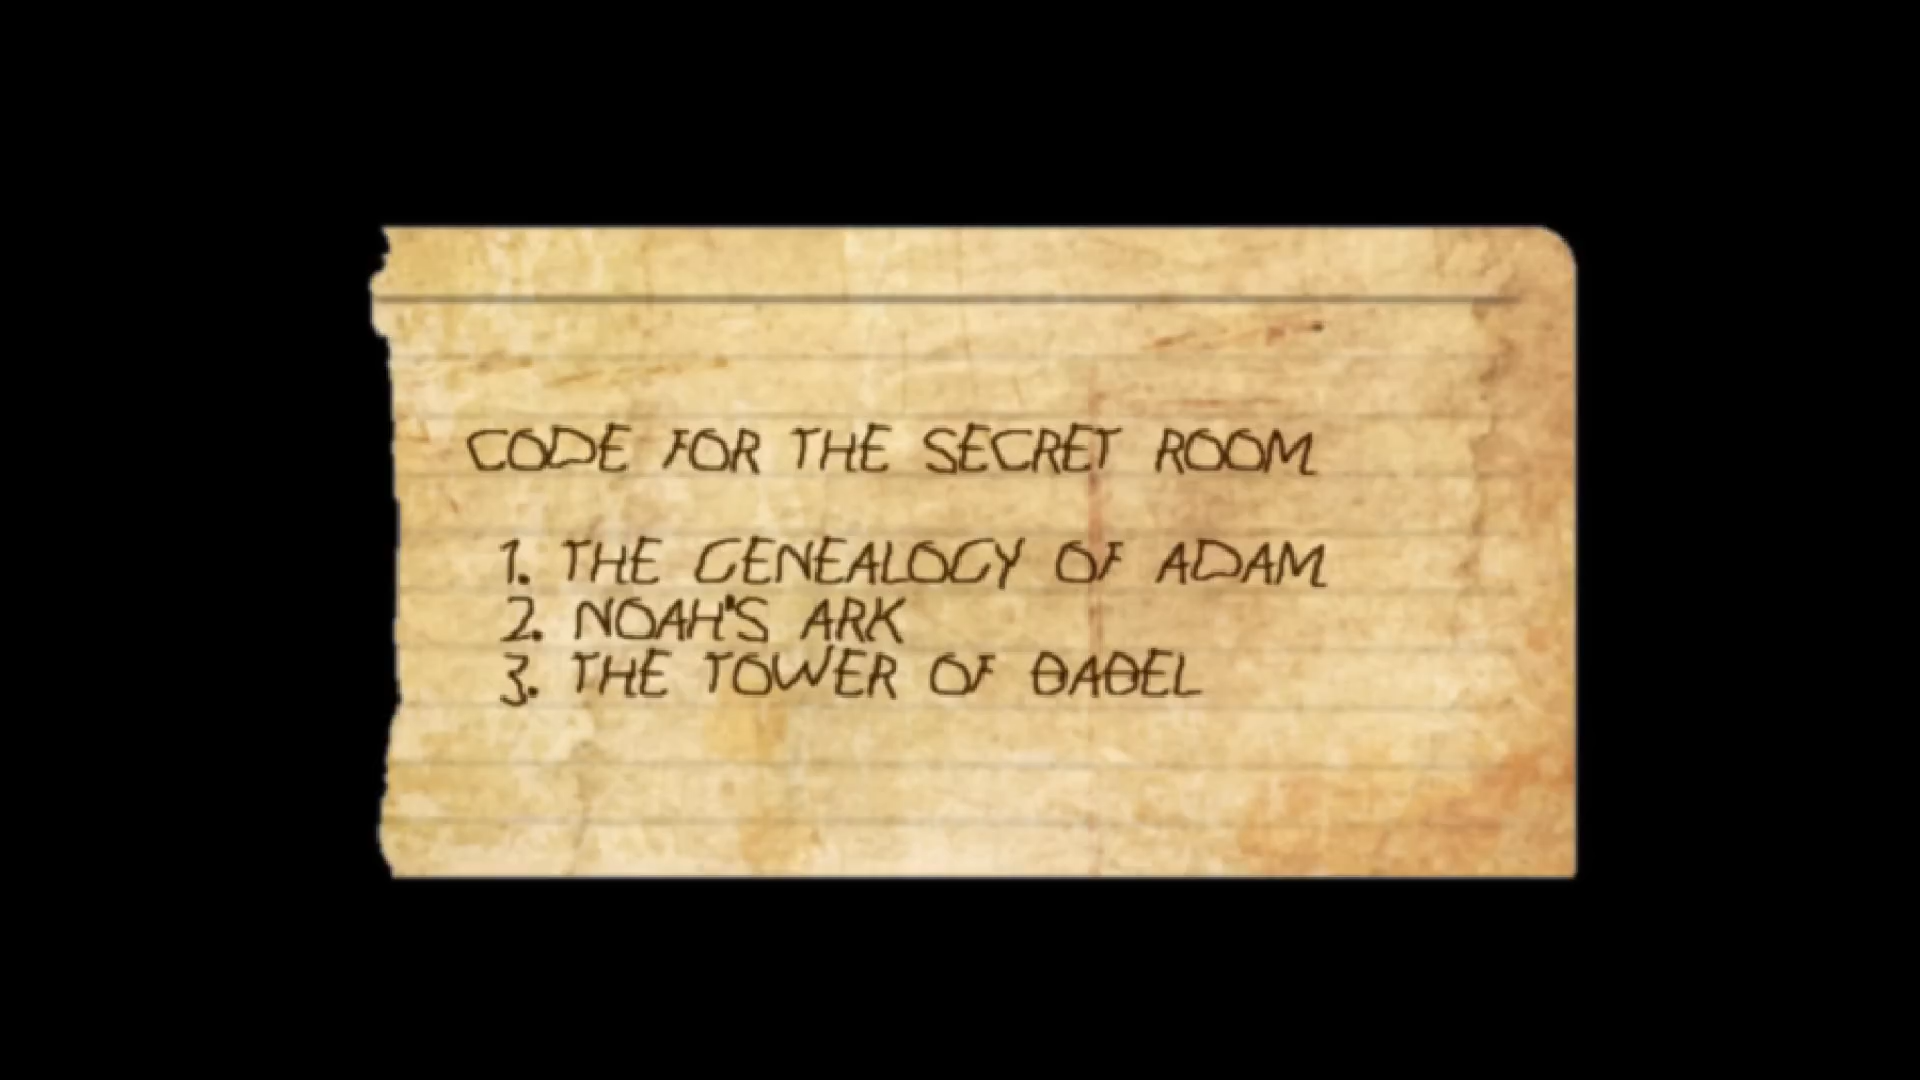 CODE FOR THE SECRET ROOM
1. THE GENEALOGY OF ADAM
2. NOAH'S ARK
3. THE TOWER OF BABEL